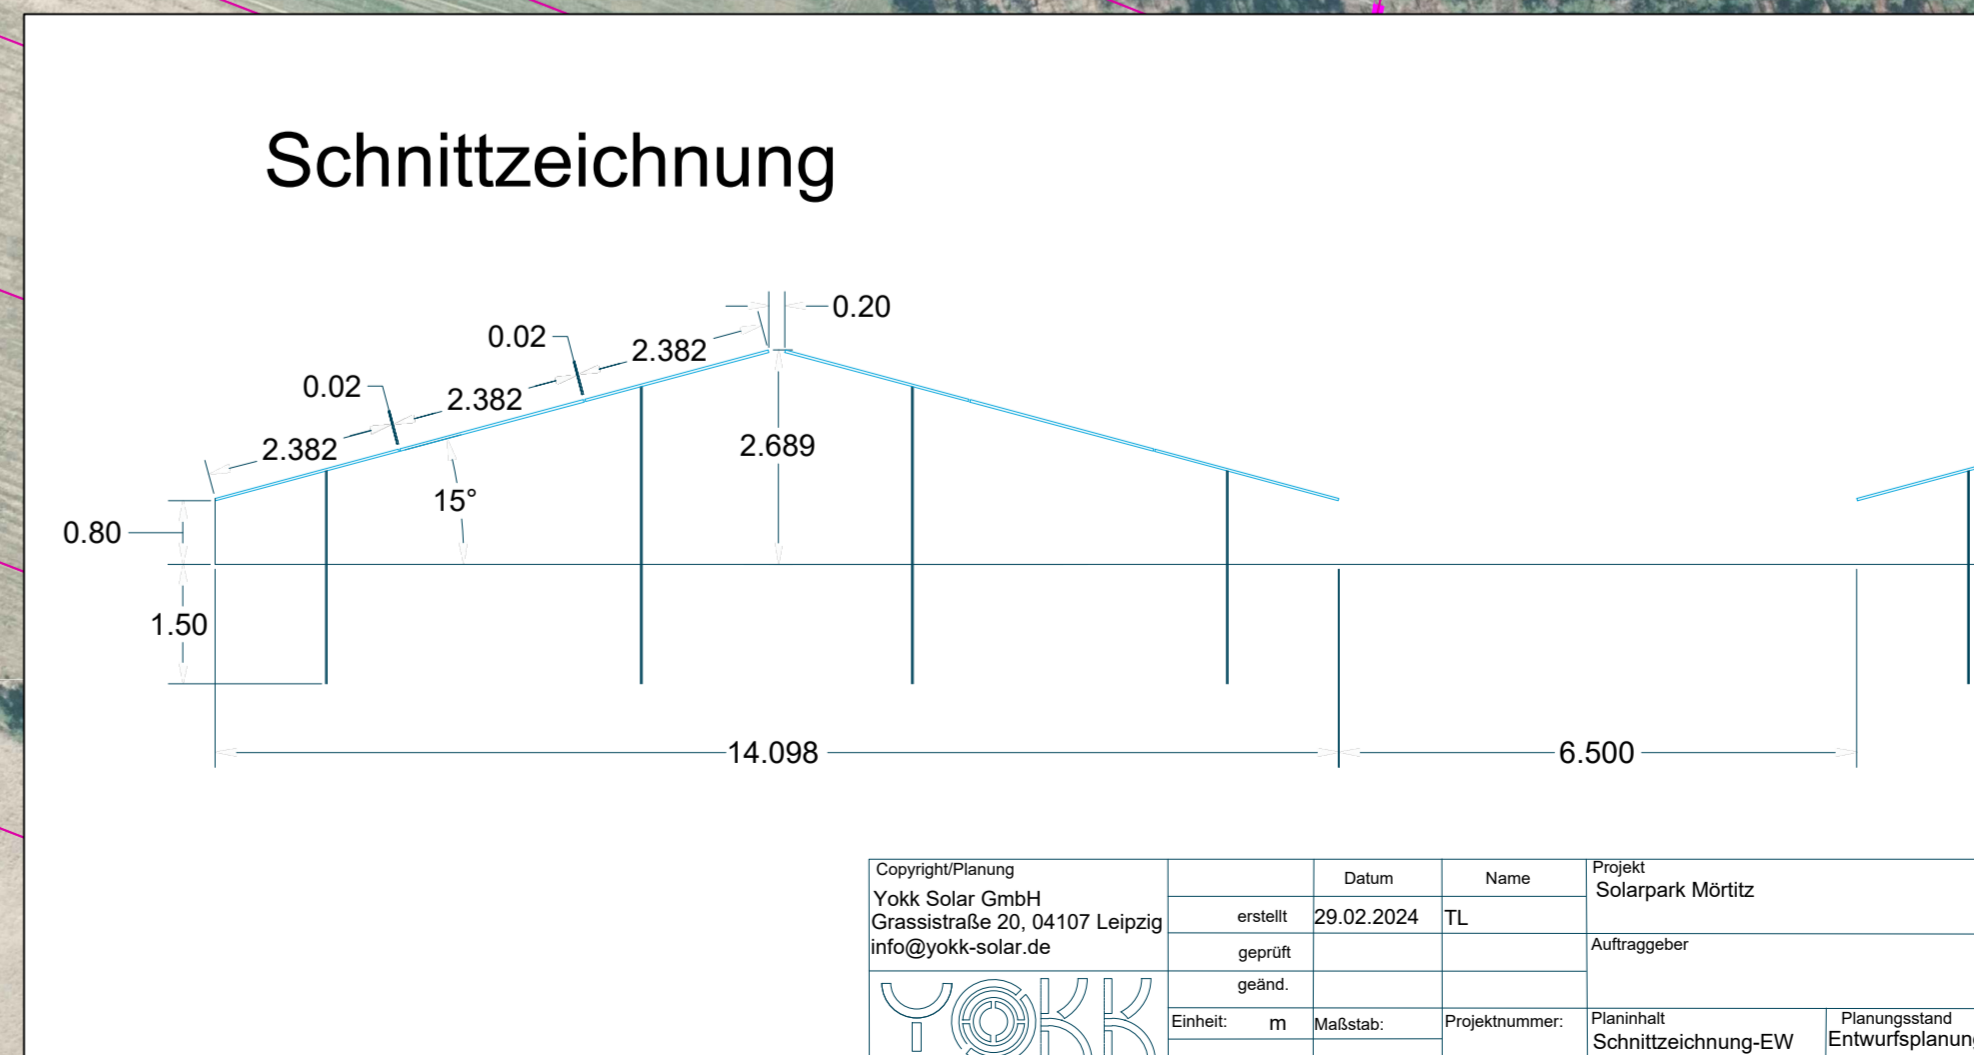 Schnittzeichnung
0.20
0.02
2.382
0.02
2.382
2.382
2.689
15°
0.80
1.50
14.098
6.500
Copyright/Planung
Yokk Solar GmbH
Grassistraße 20, 04107 Leipzig
info@yokk-solar.de
YOKK
Datum
Name
erstellt
29.02.2024
TL
geprüft
geänd.
Einheit:
m
Maßstab:
Projektnummer:
Projekt
Solarpark Mörtitz
Auftraggeber
Planinhalt
Schnittzeichnung-EW
Planungsstand
Entwurfsplanung